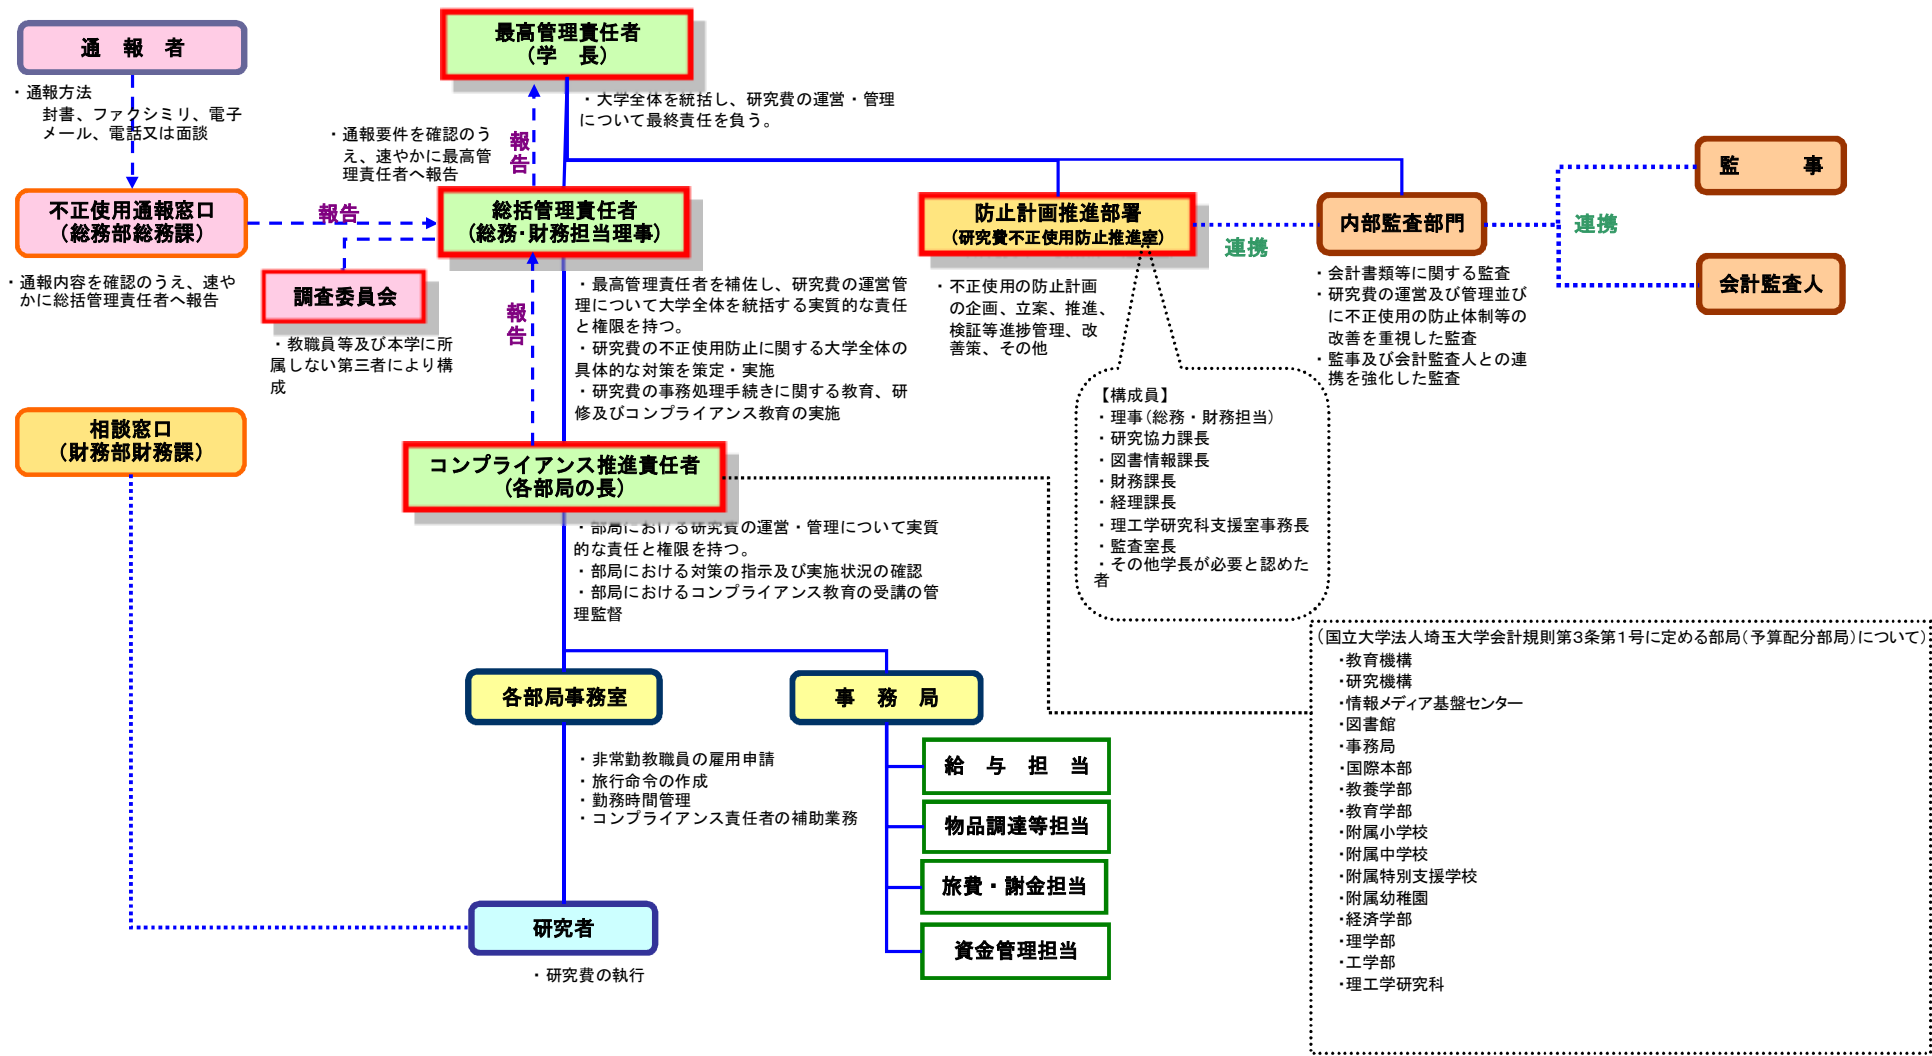 通　報　者
・通報方法
封書、ファクシミリ、電子
メール、電話又は面談
不正使用通報窓口
（総務部総務課）
・通報内容を確認のうえ、速や
かに総括管理責任者へ報告
報告
最高管理責任者
（学　長）
・大学全体を統括し、研究費の運営・管理
について最終責任を負う。
・通報要件を確認のう
え、速やかに最高管
理責任者へ報告
報
告
総括管理責任者
（総務・財務担当理事）
調査委員会
・教職員等及び本学に所
属しない第三者により構
成
報
告
・最高管理責任者を補佐し、研究費の運営管
理について大学全体を統括する実質的な責任
と権限を持つ。
・研究費の不正使用防止に関する大学全体の
具体的な対策を策定・実施
・研究費の事務処理手続きに関する教育、研
修及びコンプライアンス教育の実施
防止計画推進部署
（研究費不正使用防止推進室）
・不正使用の防止計画
の企画、立案、推進、
検証等進捗管理、改
善策、その他
連携
内部監査部門
・会計書類等に関する監査
・研究費の運営及び管理並び
に不正使用の防止体制等の
改善を重視した監査
・監事及び会計監査人との連
携を強化した監査
連携
監　　　事
会計監査人
【構成員】
・理事（総務・財務担当）
・研究協力課長
・図書情報課長
・財務課長
・経理課長
・理工学研究科支援室事務長
・監査室長
・その他学長が必要と認めた
者
相談窓口
（財務部財務課）
コンプライアンス推進責任者
（各部局の長）
・部局における研究費の運営・管理について実質
的な責任と権限を持つ。
・部局における対策の指示及び実施状況の確認
・部局におけるコンプライアンス教育の受講の管
理監督
各部局事務室
・非常勤教職員の雇用申請
・旅行命令の作成
・勤務時間管理
・コンプライアンス責任者の補助業務
事　務　局
給　与　担　当
物品調達等担当
旅費・謝金担当
資金管理担当
研究者
・研究費の執行
（国立大学法人埼玉大学会計規則第３条第１号に定める部局（予算配分部局）について）
・教育機構
・研究機構
・情報メディア基盤センター
・図書館
・事務局
・国際本部
・教養学部
・教育学部
・附属小学校
・附属中学校
・附属特別支援学校
・附属幼稚園
・経済学部
・理学部
・工学部
・理工学研究科